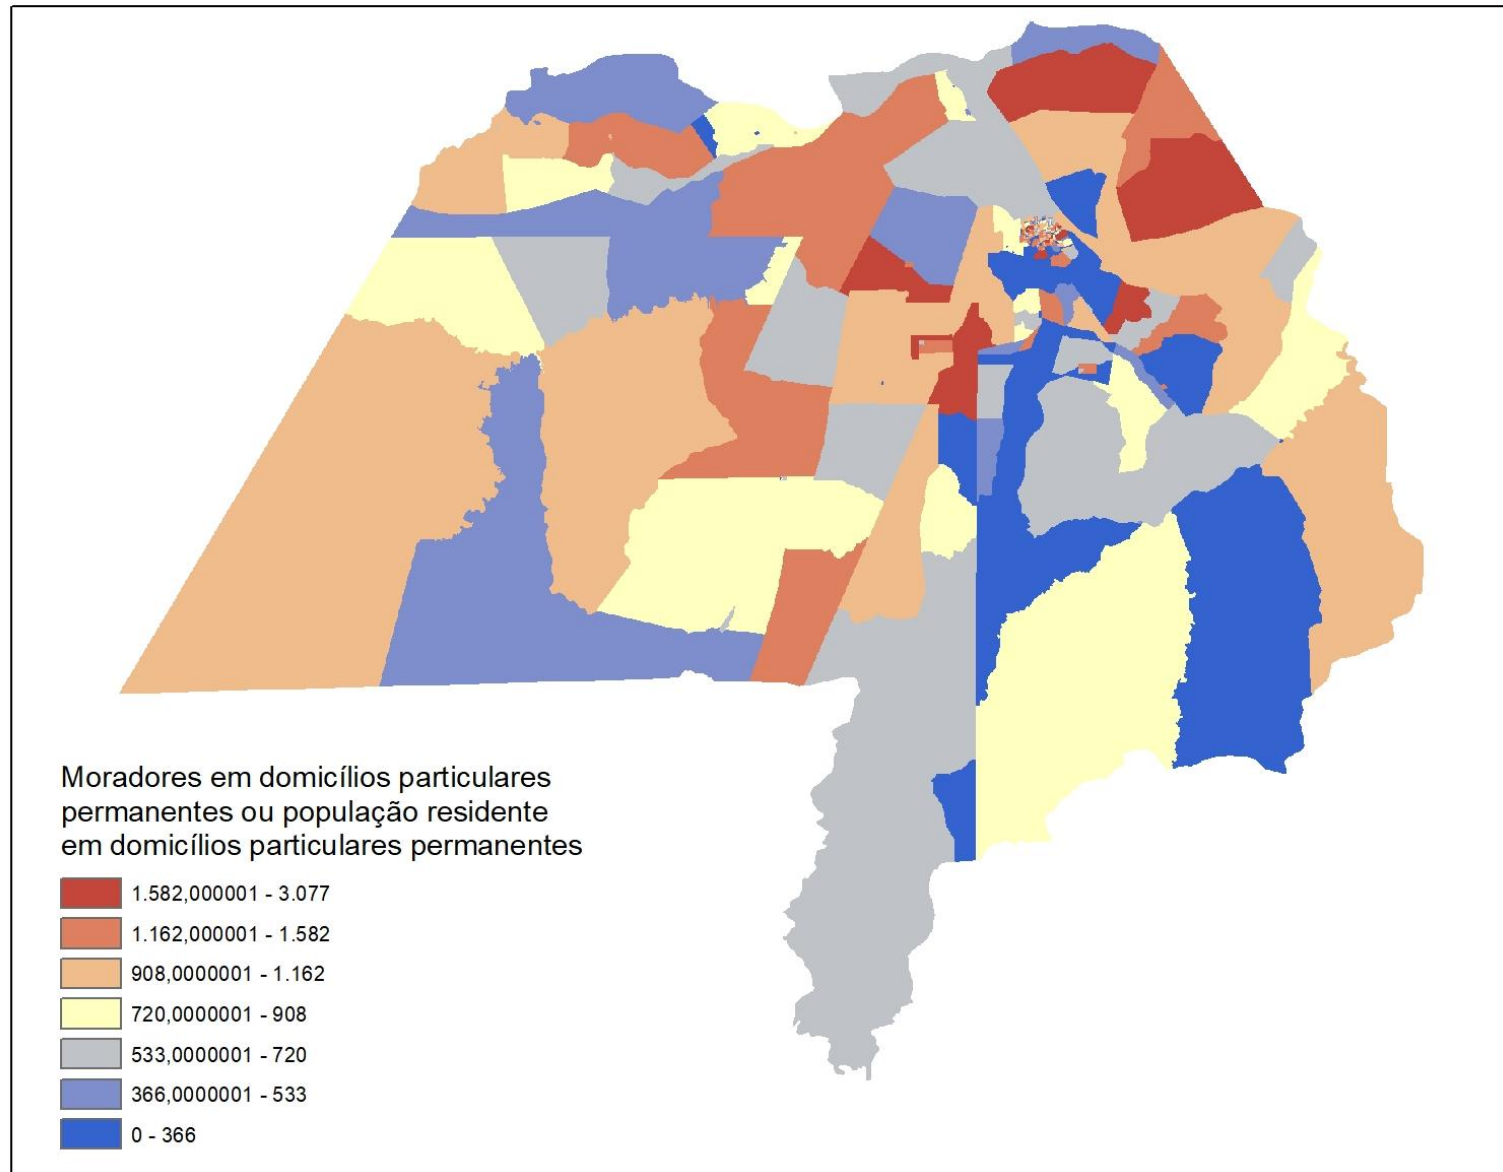 Moradores em domicílios particulares
permanentes ou população residente
em domicílios particulares permanentes
1.582,000001 - 3.077
1.162,000001 - 1.582
908,0000001 - 1.162
720,0000001 - 908
533,0000001 - 720
366,0000001 - 533
0 - 366